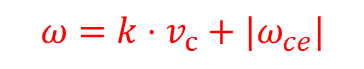 ω = k · v_c + |ω_ce|